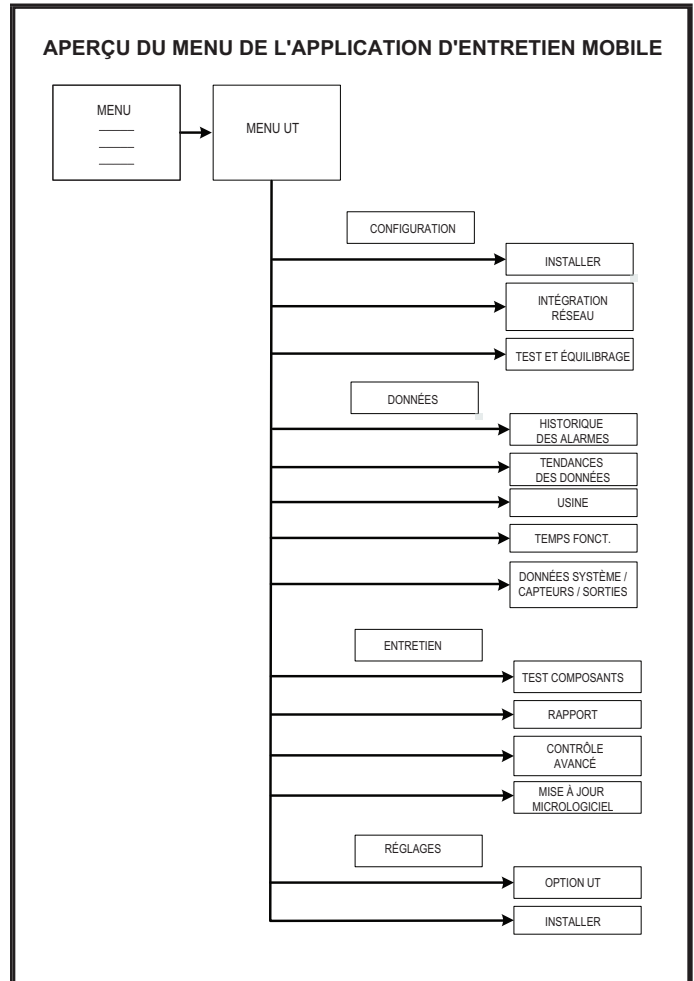 APERÇU DU MENU DE L'APPLICATION D'ENTRETIEN MOBILE
MENU
MENU UT
CONFIGURATION
INSTALLER
INTÉGRATION
RÉSEAU
TEST ET ÉQUILIBRAGE
DONNÉES
HISTORIQUE
DES ALARMES
TENDANCES
DES DONNÉES
USINE
TEMPS FONCT.
DONNÉES SYSTÈME /
CAPTEURS / SORTIES
ENTRETIEN
TEST COMPOSANTS
RAPPORT
CONTRÔLE
AVANCÉ
MISE À JOUR
MICROLOGICIEL
RÉGLAGES
OPTION UT
INSTALLER